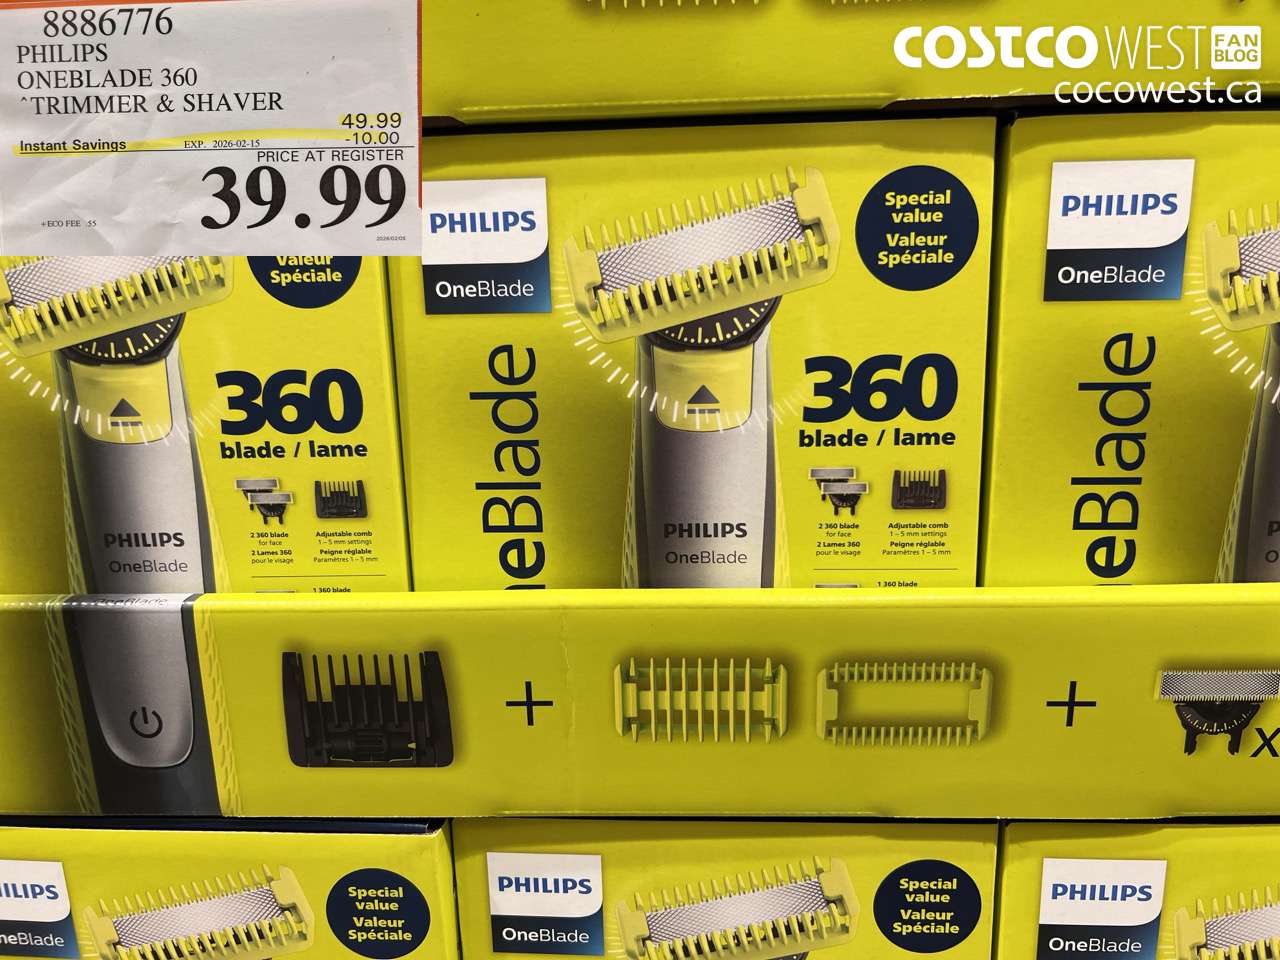 8886776
PHILIPS
ONEBLADE 360
^TRIMMER & SHAVER
49.99
Instant Savings EXP. 2026-02-15 -10.00
PRICE AT REGISTER
39.99
+ECO FEE .55
2026/02/05
COSTCO WEST FAN BLOG
cocowest.ca
Valeur
Spéciale
360
blade / lame
2 360 blade
for face
2 Lames 360
pour le visage
Adjustable comb
1 – 5 mm settings
Peigne réglable
Paramètres 1 – 5 mm
1 360 blade
PHILIPS
OneBlade
PHILIPS
OneBlade
Special
value
Valeur
Spéciale
neBlade
360
blade / lame
2 360 blade
for face
2 Lames 360
pour le visage
Adjustable comb
1 – 5 mm settings
Peigne réglable
Paramètres 1 – 5 mm
1 360 blade
PHILIPS
OneBlade
PHILIPS
OneBlade
eBlade
OneBlade
+
+
x
ILIPS
neBlade
Special
value
Valeur
Spéciale
PHILIPS
OneBlade
Special
value
Valeur
Spéciale
PHILIPS
OneBlade